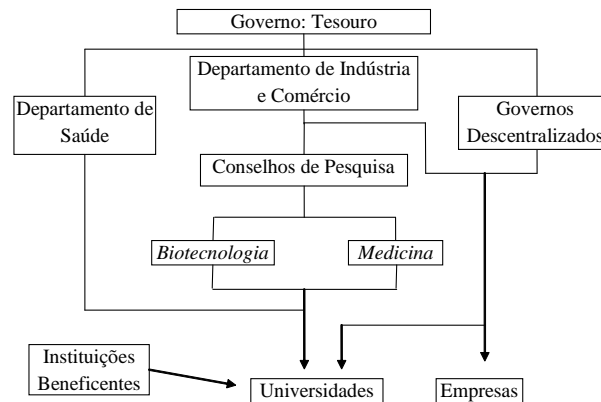 Governo: Tesouro
Departamento de Indústria
e Comércio
Departamento de
Saúde
Governos
Descentralizados
Conselhos de Pesquisa
Biotecnologia
Medicina
Instituições
Beneficentes
Universidades
Empresas